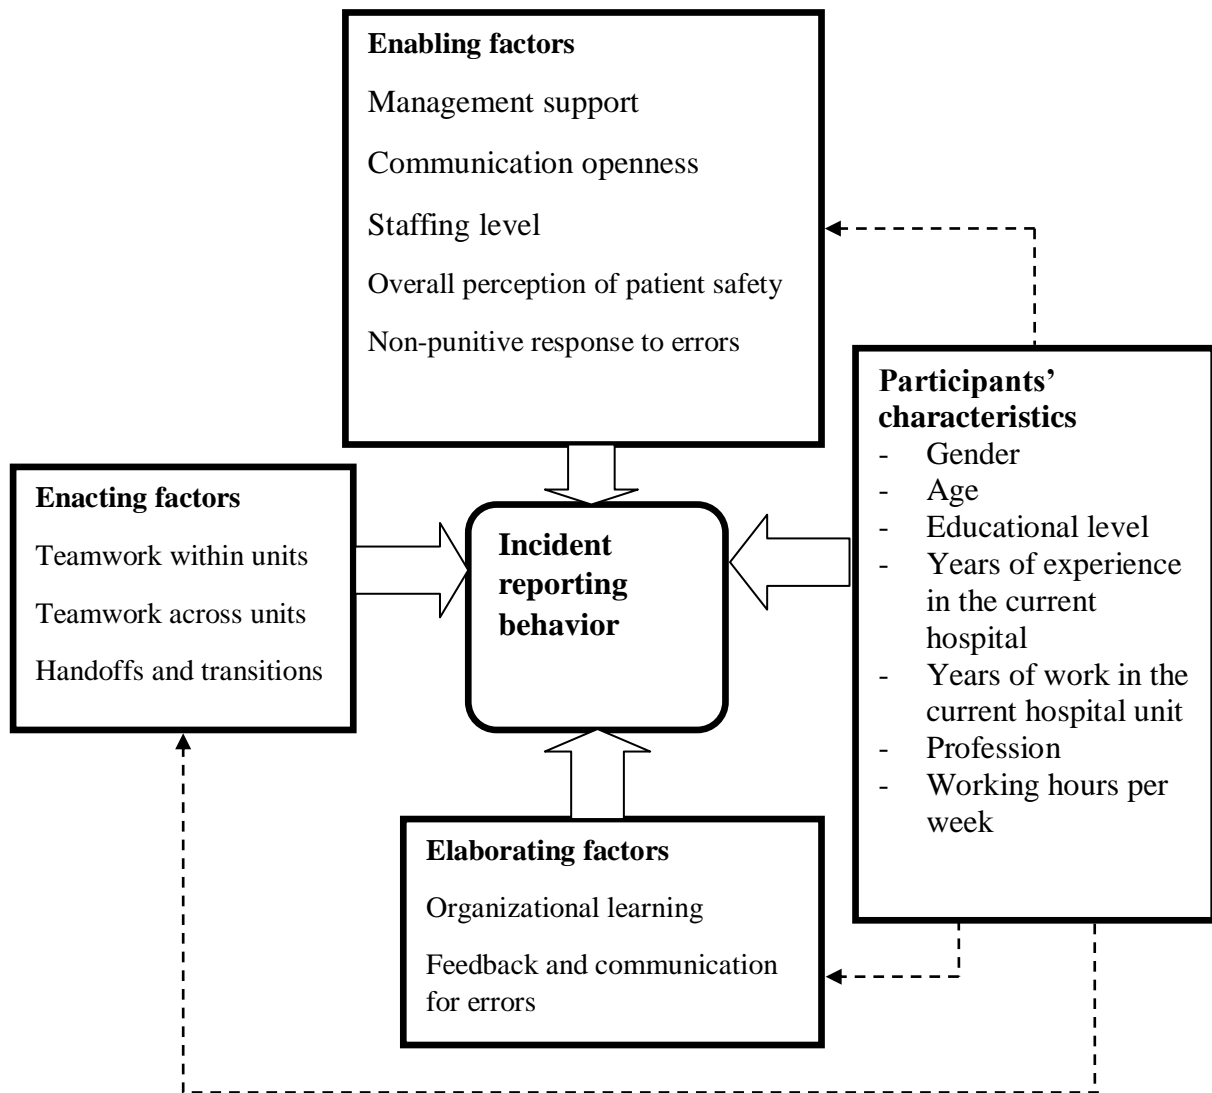 Enabling factors
Management support
Communication openness
Staffing level
Overall perception of patient safety
Non-punitive response to errors
Participants’
characteristics
- Gender
- Age
- Educational level
- Years of experience
in the current
hospital
- Years of work in the
current hospital unit
- Profession
- Working hours per
week
Enacting factors
Teamwork within units
Teamwork across units
Handoffs and transitions
Incident
reporting
behavior
Elaborating factors
Organizational learning
Feedback and communication
for errors